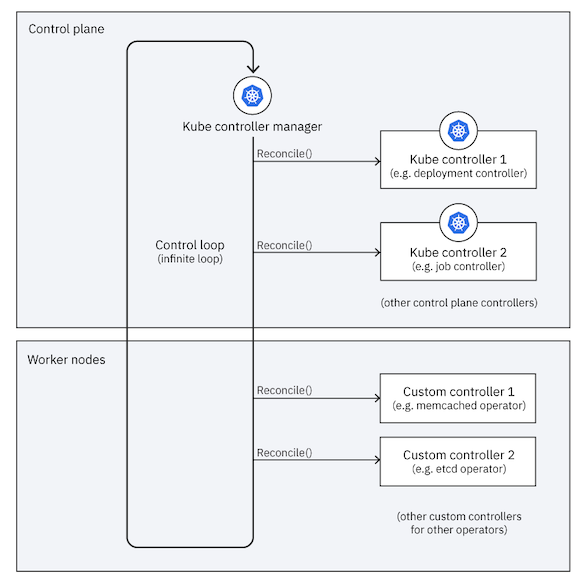 Control plane
Kube controller manager
Reconcile()
Kube controller 1
(e.g. deployment controller)
Control loop
(infinite loop)
Reconcile()
Kube controller 2
(e.g. job controller)
(other control plane controllers)
Worker nodes
Reconcile()
Custom controller 1
(e.g. memcached operator)
Reconcile()
Custom controller 2
(e.g. etcd operator)
(other custom controllers
for other operators)